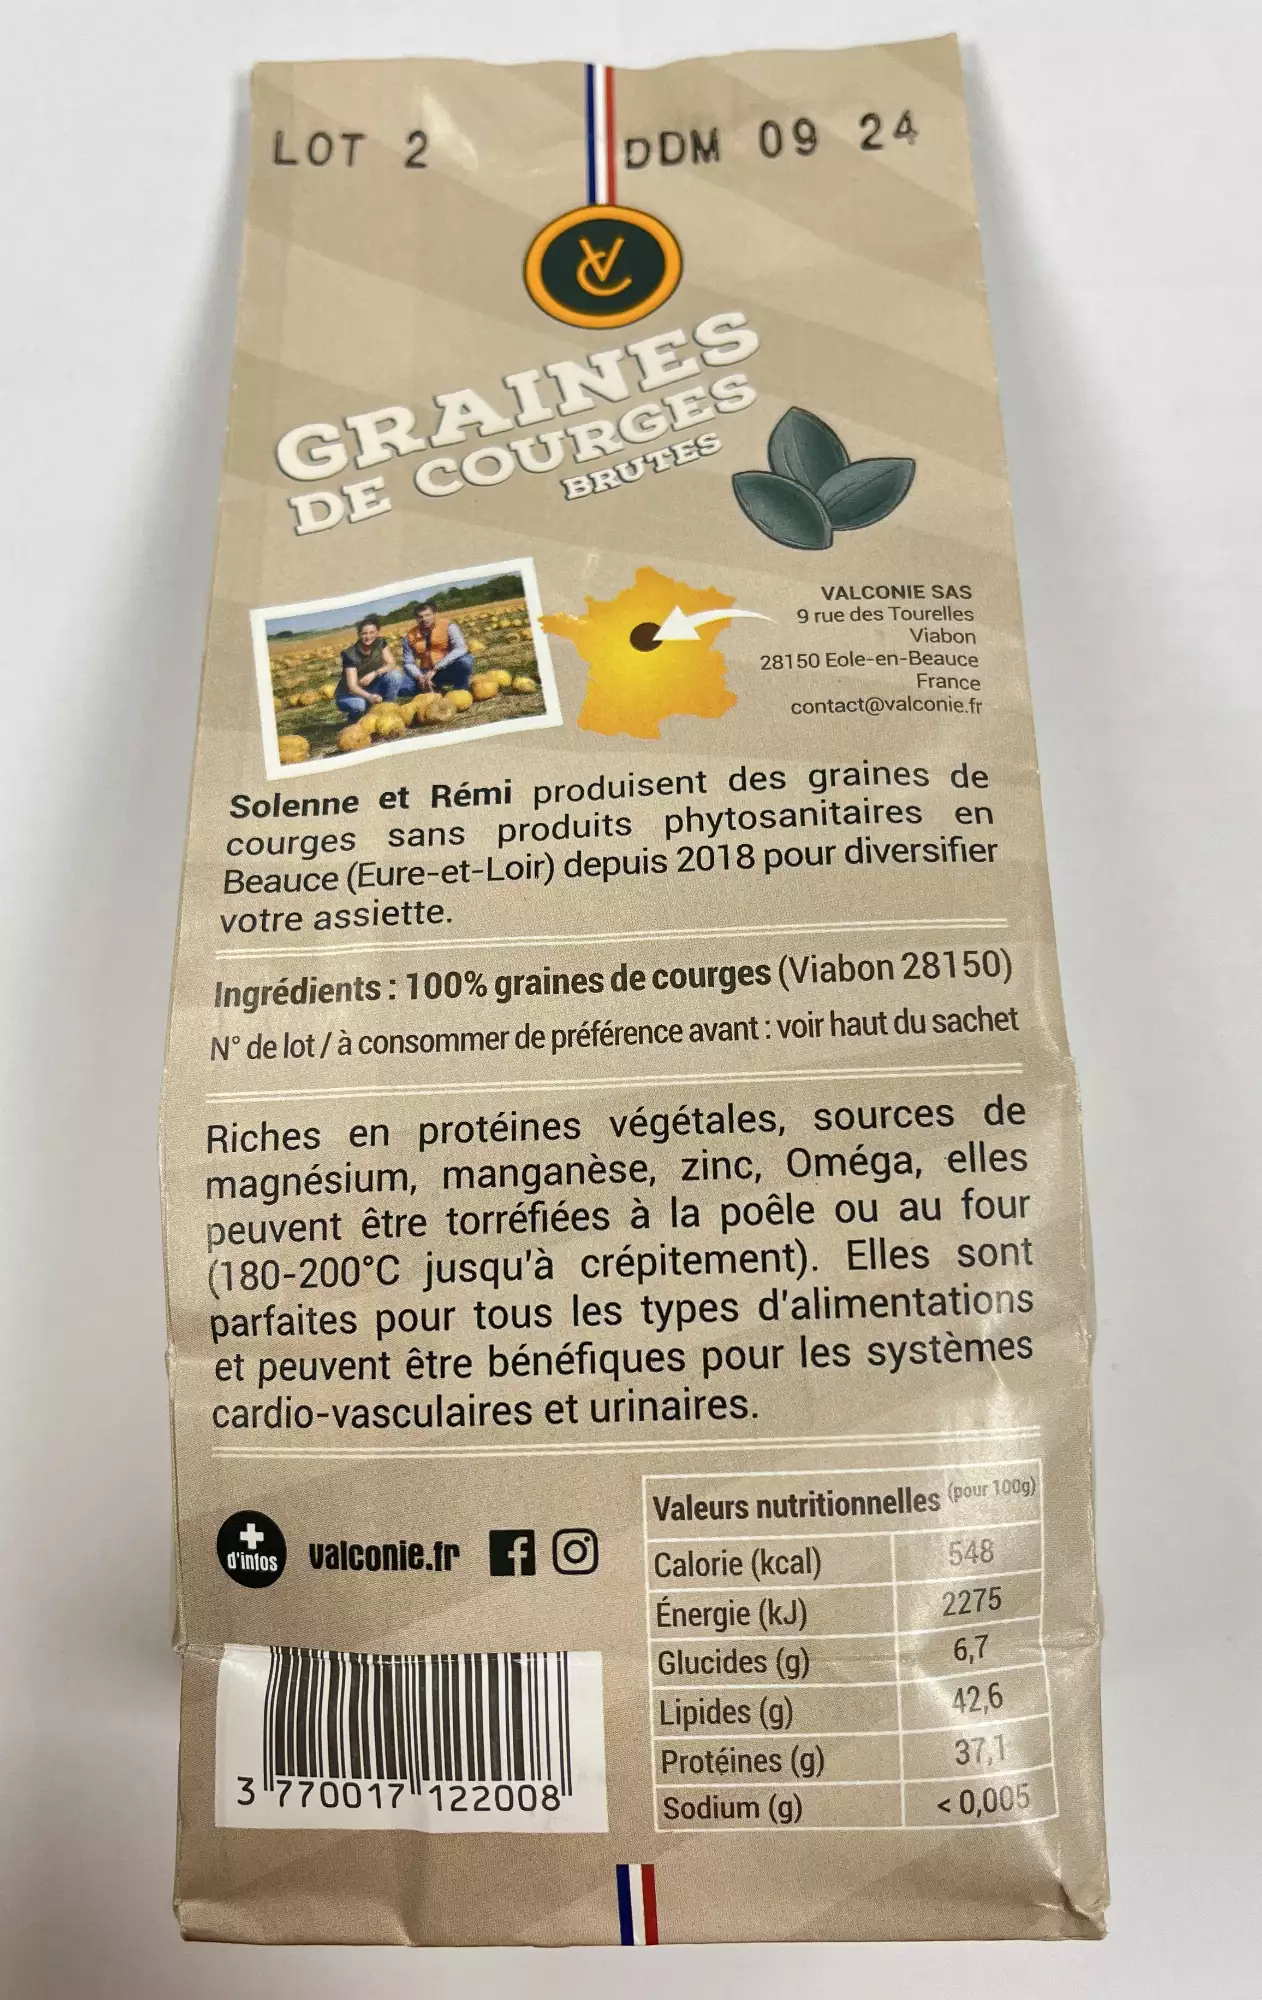 LOT 2 DDM 09 24
VC
GRAINES
DE COURGES
BRUTES
VALCONIE SAS
9 rue des Tourelles
Viabon
28150 Eole-en-Beauce
France
contact@valconie.fr
Solenne et Rémi produisent des graines de
courges sans produits phytosanitaires en
Beauce (Eure-et-Loir) depuis 2018 pour diversifier
votre assiette.
Ingrédients : 100% graines de courges (Viabon 28150)
N° de lot / à consommer de préférence avant : voir haut du sachet
Riches en protéines végétales, sources de
magnésium, manganèse, zinc, Oméga, elles
peuvent être torréfiées à la poêle ou au four
(180-200°C jusqu'à crépitement). Elles sont
parfaites pour tous les types d'alimentations
et peuvent être bénéfiques pour les systèmes
cardio-vasculaires et urinaires.
+
d'infos
valconie.fr
3 770017 122008
Valeurs nutritionnelles (pour 100g)
Calorie (kcal) 548
Énergie (kJ) 2275
Glucides (g) 6,7
Lipides (g) 42,6
Protéines (g) 37,1
Sodium (g) < 0,005